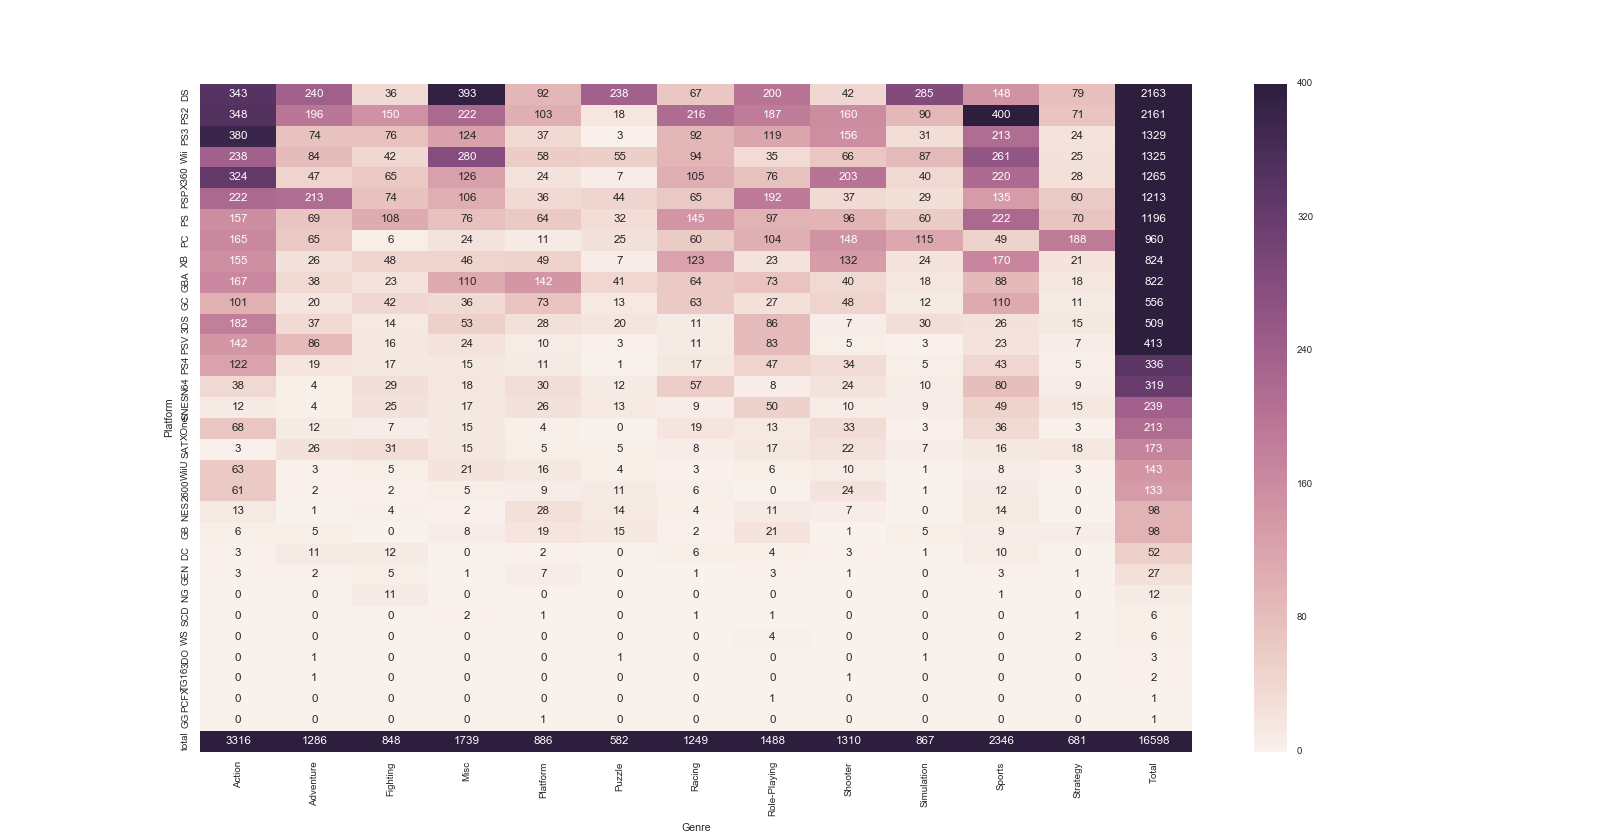 DS 343 240 36 393 92 238 67 200 42 285 148 79 2163
PS2 348 196 150 222 103 18 216 187 160 90 400 71 2161
PS3 380 74 76 124 37 3 92 119 156 31 213 24 1329
Wii 238 84 42 280 58 55 94 35 66 87 261 25 1325
X360 324 47 65 126 24 7 105 76 203 40 220 28 1265
PSP 222 213 74 106 36 44 65 192 37 29 135 60 1213
PS 157 69 108 76 64 32 145 97 96 60 222 70 1196
PC 165 65 6 24 11 25 60 104 148 115 49 188 960
XB 155 26 48 46 49 7 123 23 132 24 170 21 824
GBA 167 38 23 110 142 41 64 73 40 18 88 18 822
GC 101 20 42 36 73 13 63 27 48 12 110 11 556
3DS 182 37 14 53 28 20 11 86 7 30 26 15 509
PSV 142 86 16 24 10 3 11 83 5 3 23 7 413
PS4 122 19 17 15 11 1 17 47 34 5 43 5 336
N64 38 4 29 18 30 12 57 8 24 10 80 9 319
SNES 12 4 25 17 26 13 9 50 10 9 49 15 239
XOne 68 12 7 15 4 0 19 13 33 3 36 3 213
SAT 3 26 31 15 5 5 8 17 22 7 16 18 173
WiiU 63 3 5 21 16 4 3 6 10 1 8 3 143
2600 61 2 2 5 9 11 6 0 24 1 12 0 133
NES 13 1 4 2 28 14 4 11 7 0 14 0 98
GB 6 5 0 8 19 15 2 21 1 5 9 7 98
DC 3 11 12 0 2 0 6 4 3 1 10 0 52
GEN 3 2 5 1 7 0 1 3 1 0 3 1 27
NG 0 0 11 0 0 0 0 0 0 0 1 0 12
SCD 0 0 0 2 1 0 1 1 0 0 0 1 6
WS 0 0 0 0 0 0 0 4 0 0 0 2 6
3DO 0 1 0 0 0 1 0 0 0 1 0 0 3
TG16 0 1 0 0 0 0 0 0 1 0 0 0 2
PCFX 0 0 0 0 0 0 0 1 0 0 0 0 1
GG 0 0 0 0 1 0 0 0 0 0 0 0 1
total 3316 1286 848 1739 886 582 1249 1488 1310 867 2346 681 16598
Action Adventure Fighting Misc Platform Puzzle Racing Role-Playing Shooter Simulation Sports Strategy Total
Genre
Platform
400
320
240
160
80
0